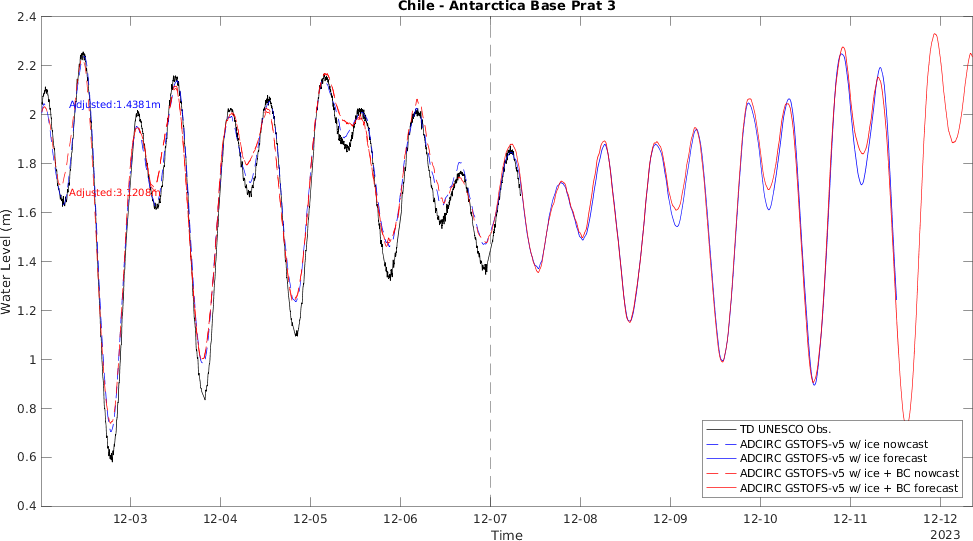 Chile - Antarctica Base Prat 3
2.4
2.2
2
1.8
1.6
1.4
1.2
1
0.8
0.6
0.4
Water Level (m)
Adjusted:1.4381m
Adjusted:3.1208m
TD UNESCO Obs.
ADCIRC GSTOFS-v5 w/ ice nowcast
ADCIRC GSTOFS-v5 w/ ice forecast
ADCIRC GSTOFS-v5 w/ ice + BC nowcast
ADCIRC GSTOFS-v5 w/ ice + BC forecast
12-03 12-04 12-05 12-06 12-07 12-08 12-09 12-10 12-11 12-12
Time
2023